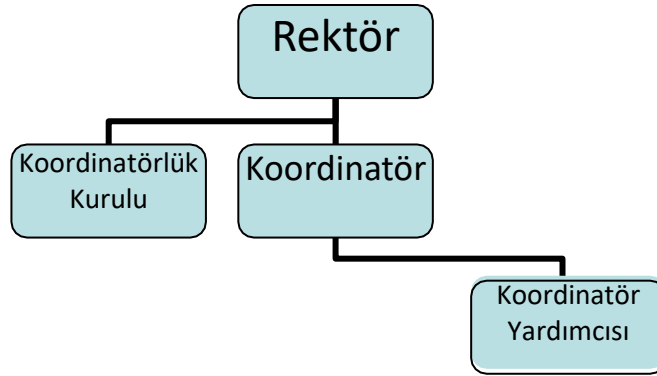 Rektör
Koordinatörlük
Kurulu
Koordinatör
Koordinatör
Yardımcısı